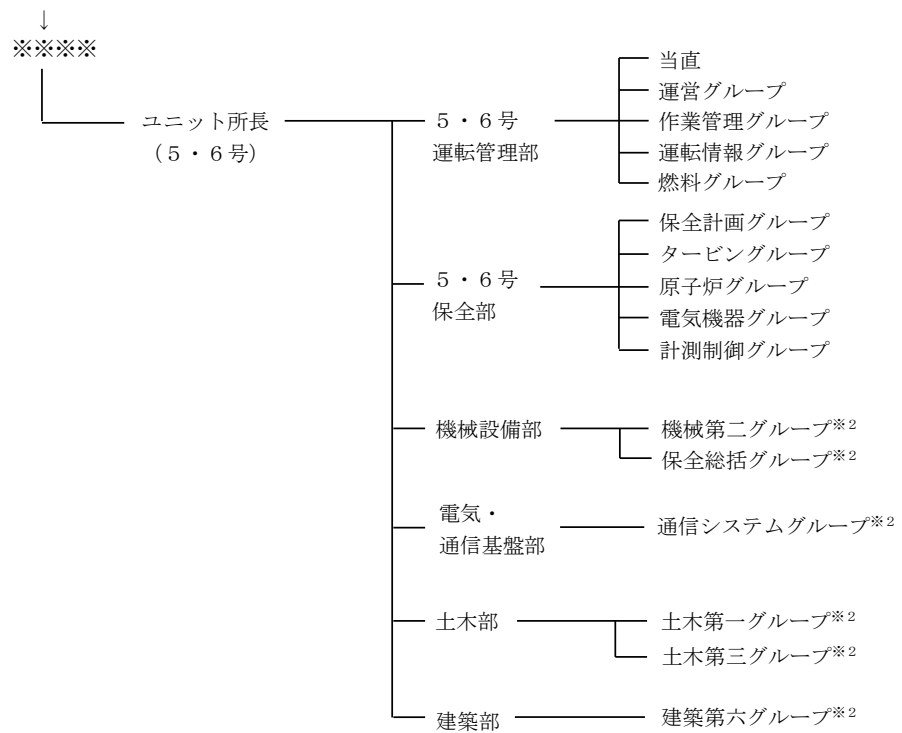 ↓
※※※※
ユニット所長
（５・６号）
５・６号
運転管理部
当直
運営グループ
作業管理グループ
運転情報グループ
燃料グループ
５・６号
保全部
保全計画グループ
タービングループ
原子炉グループ
電気機器グループ
計測制御グループ
機械設備部
機械第二グループ※２
保全総括グループ※２
電気・
通信基盤部
通信システムグループ※２
土木部
土木第一グループ※２
土木第三グループ※２
建築部
建築第六グループ※２